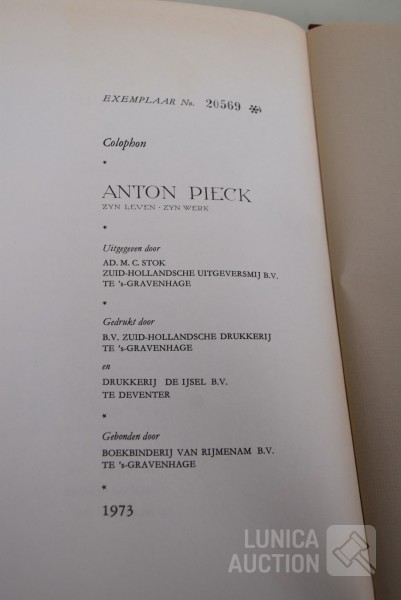 EXEMPLAAR No. 20569 *
Colophon
*
ANTON PIECK
ZYN LEVEN · ZYN WERK
*
Uitgegeven door
AD. M. C. STOK
ZUID-HOLLANDSCHE UITGEVERSMIJ B.V.
TE 's-GRAVENHAGE
*
Gedrukt door
B.V. ZUID-HOLLANDSCHE DRUKKERIJ
TE 's-GRAVENHAGE
en
DRUKKERIJ DE IJSEL B.V.
TE DEVENTER
*
Gebonden door
BOEKBINDERIJ VAN RIJMENAM B.V.
TE 's-GRAVENHAGE
*
1973
LUNICA
AUCTION